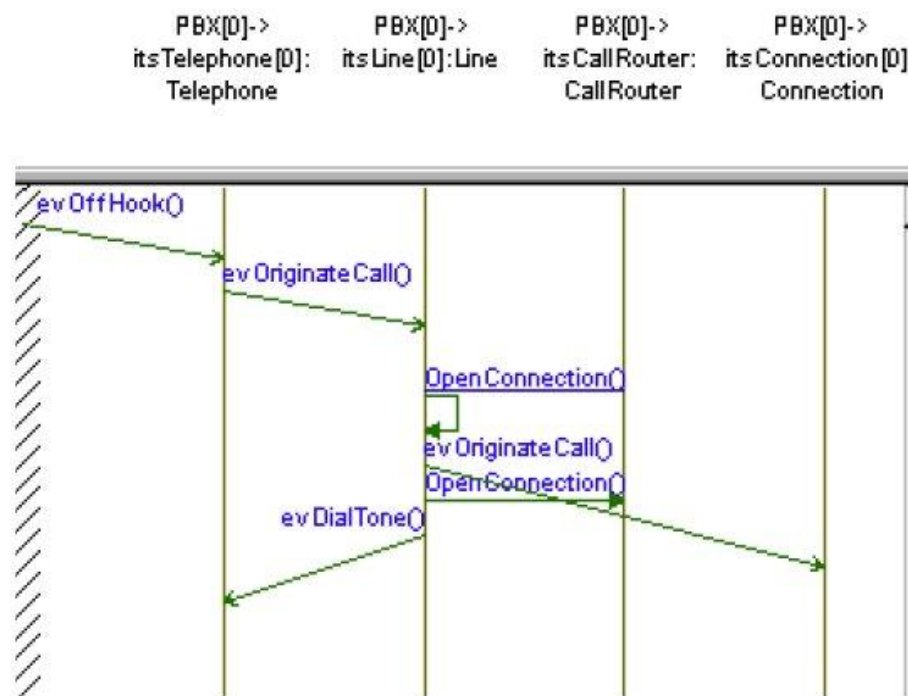 PBX[0]->
itsTelephone[0]:
Telephone
PBX[0]->
itsLine[0]:Line
PBX[0]->
itsCallRouter:
CallRouter
PBX[0]->
itsConnection[0]
Connection
evOffHook()
evOriginateCall()
OpenConnection()
evOriginateCall()
OpenConnection()
evDialTone()